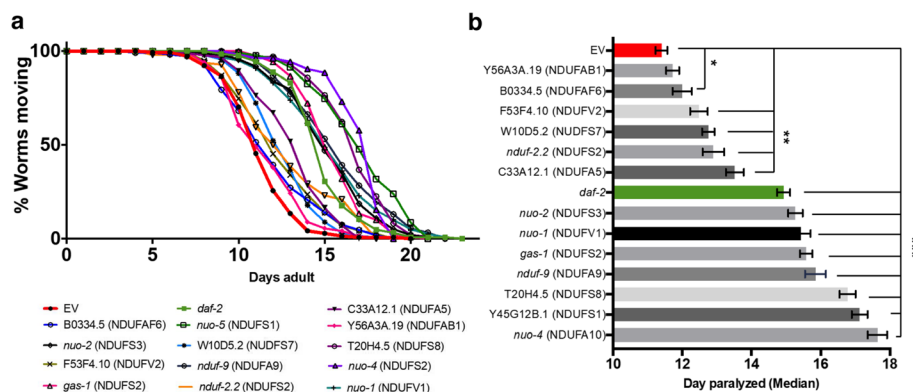 a
100
50
0
% Worms moving
0
5
10
15
20
Days adult
EV
B0334.5 (NDUFAF6)
nuo-2 (NDUFS3)
F53F4.10 (NDUFV2)
gas-1 (NDUFS2)
daf-2
nuo-5 (NDUFS1)
W10D5.2 (NUDFS7)
nduf-9 (NDUFA9)
nduf-2.2 (NDUFS2)
C33A12.1 (NDUFA5)
Y56A3A.19 (NDUFAB1)
T20H4.5 (NDUFS8)
nuo-4 (NDUFS2)
nuo-1 (NDUFV1)
b
EV
Y56A3A.19 (NDUFAB1)
B0334.5 (NDUFAF6)
F53F4.10 (NDUFV2)
W10D5.2 (NUDFS7)
nduf-2.2 (NDUFS2)
C33A12.1 (NDUFA5)
daf-2
nuo-2 (NDUFS3)
nuo-1 (NDUFV1)
gas-1 (NDUFS2)
nduf-9 (NDUFA9)
T20H4.5 (NDUFS8)
Y45G12B.1 (NDUFS1)
nuo-4 (NDUFA10)
*
**
10
12
14
16
18
Day paralyzed (Median)